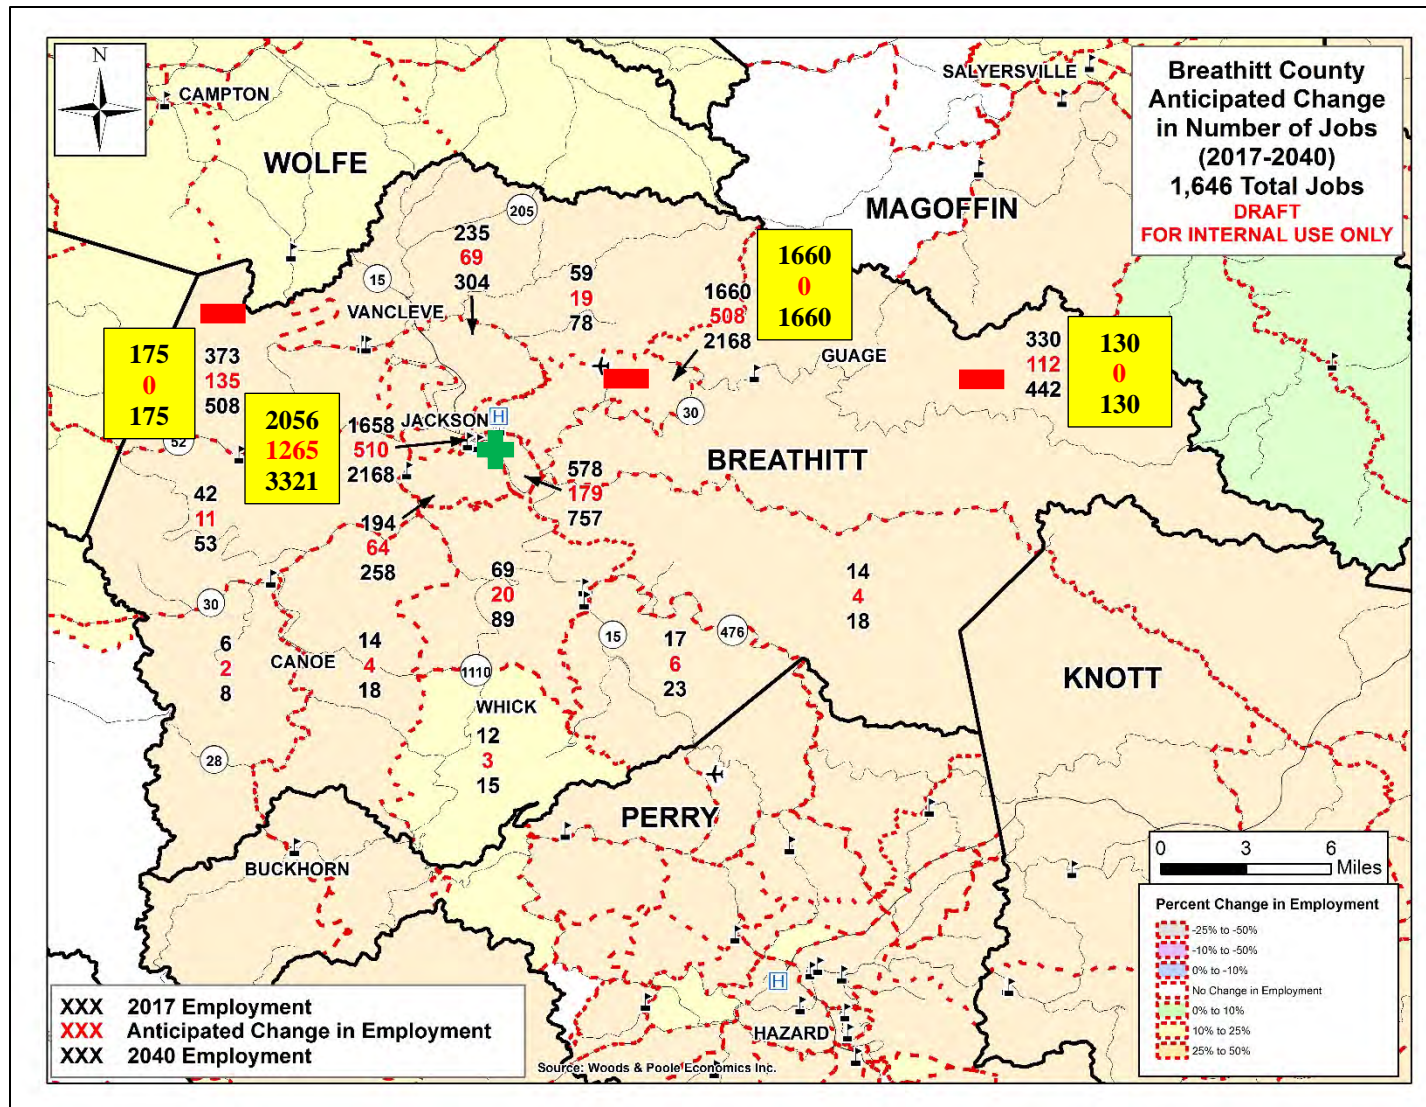 N
CAMPTON
WOLFE
SALYERSVILLE
MAGOFFIN
Breathitt County
Anticipated Change
in Number of Jobs
(2017-2040)
1,646 Total Jobs
DRAFT
FOR INTERNAL USE ONLY
205
235
69
304
15
VANCLEVE
59
19
78
1660
508
2168
1660
0
1660
GUAGE
330
112
442
130
0
130
175
0
175
373
135
508
52
2056
1265
3321
1658
510
2168
JACKSON
H
30
BREATHITT
578
179
757
42
11
53
194
64
258
69
20
89
14
4
18
30
6
2
8
CANOE
14
4
18
1110
WHICK
12
3
15
15
17
6
23
476
KNOTT
28
PERRY
BUCKHORN
H
HAZARD
0 3 6
Miles
Percent Change in Employment
-25% to -50%
-10% to -50%
0% to -10%
No Change in Employment
0% to 10%
10% to 25%
25% to 50%
XXX 2017 Employment
XXX Anticipated Change in Employment
XXX 2040 Employment
Source: Woods & Poole Economics Inc.